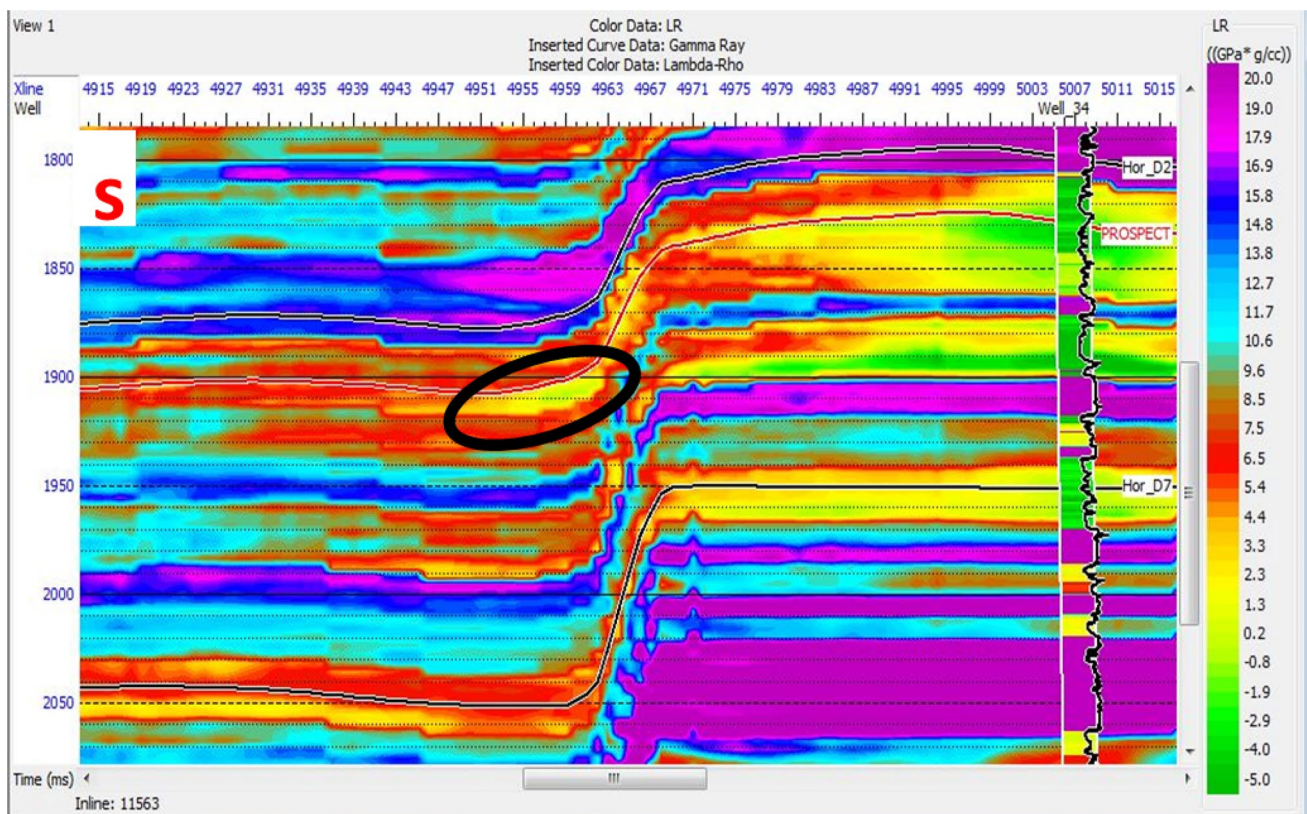 View 1
Color Data: LR
Inserted Curve Data: Gamma Ray
Inserted Color Data: Lambda-Rho
LR
((GPa* g/cc))
Xline 4915 4919 4923 4927 4931 4935 4939 4943 4947 4951 4955 4959 4963 4967 4971 4975 4979 4983 4987 4991 4995 4999 5003 5007 5011 5015
Well Well_34
S
1800
1850
1900
1950
2000
2050
Hor_D2
PROSPECT
Hor_D7
20.0
19.0
17.9
16.9
15.8
14.8
13.8
12.7
11.7
10.6
9.6
8.5
7.5
6.5
5.4
4.4
3.3
2.3
1.3
0.2
-0.8
-1.9
-2.9
-4.0
-5.0
Time (ms)
Inline: 11563